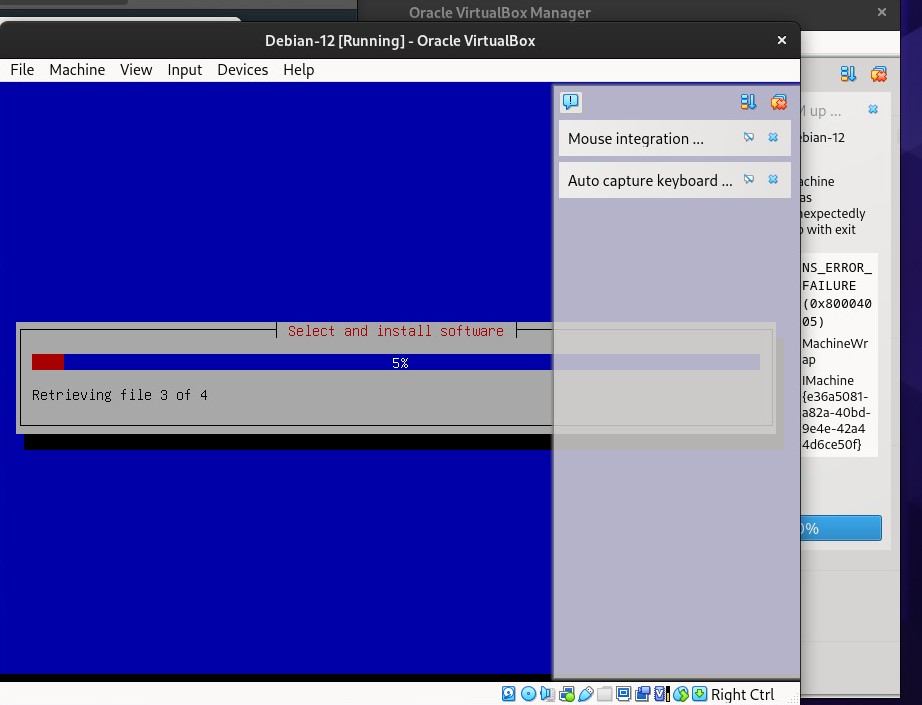 Oracle VirtualBox Manager
Debian-12 [Running] - Oracle VirtualBox
File Machine View Input Devices Help
Mouse integration ...
Auto capture keyboard ...
Select and install software
5%
Retrieving file 3 of 4
Right Ctrl
M up ...
ebian-12
achine
as
nexpectedly
p with exit
NS_ERROR_
FAILURE
(0x800040
05)
MachineWr
ap
IMachine
{e36a5081-
a82a-40bd-
9e4e-42a4
4d6ce50f}
0%